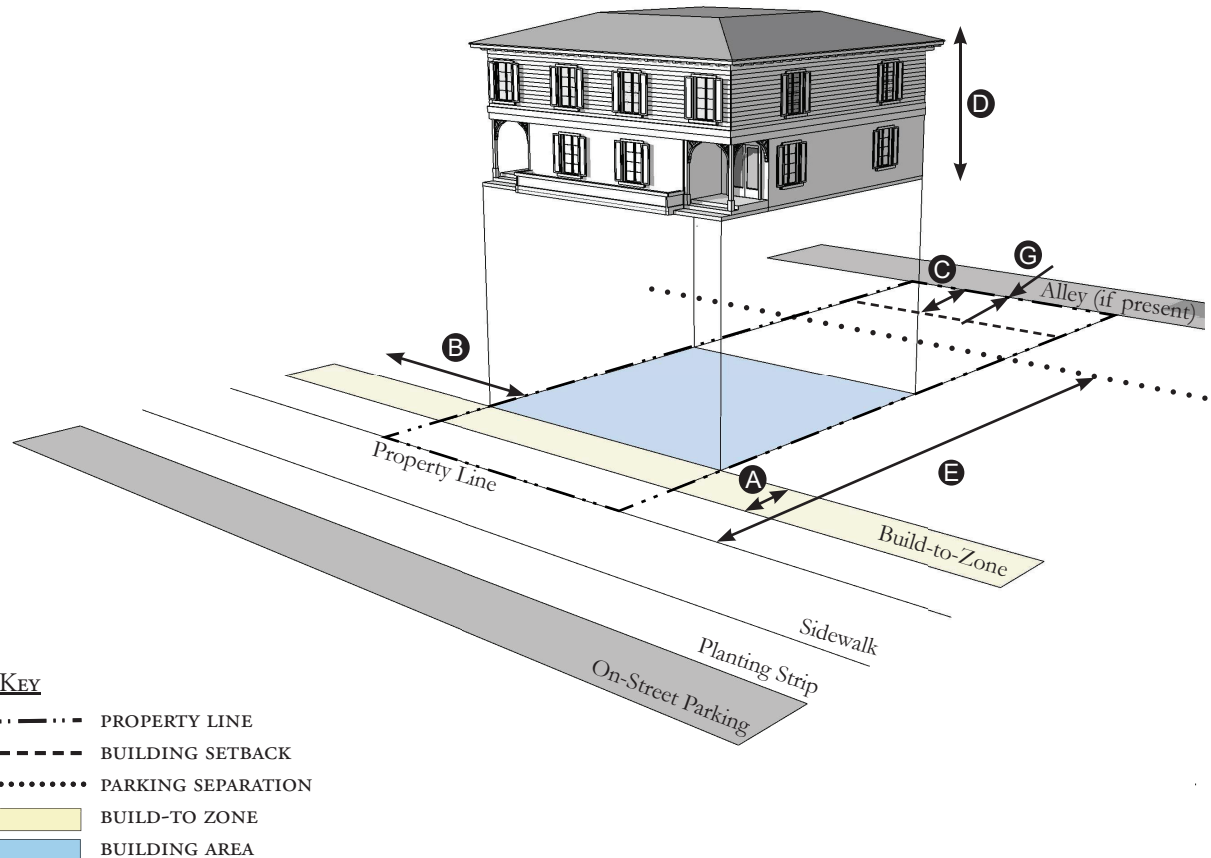 D
G
C
Alley (if present)
B
Property Line
A
E
Build-to-Zone
Sidewalk
Planting Strip
On-Street Parking
KEY
PROPERTY LINE
BUILDING SETBACK
PARKING SEPARATION
BUILD-TO ZONE
BUILDING AREA